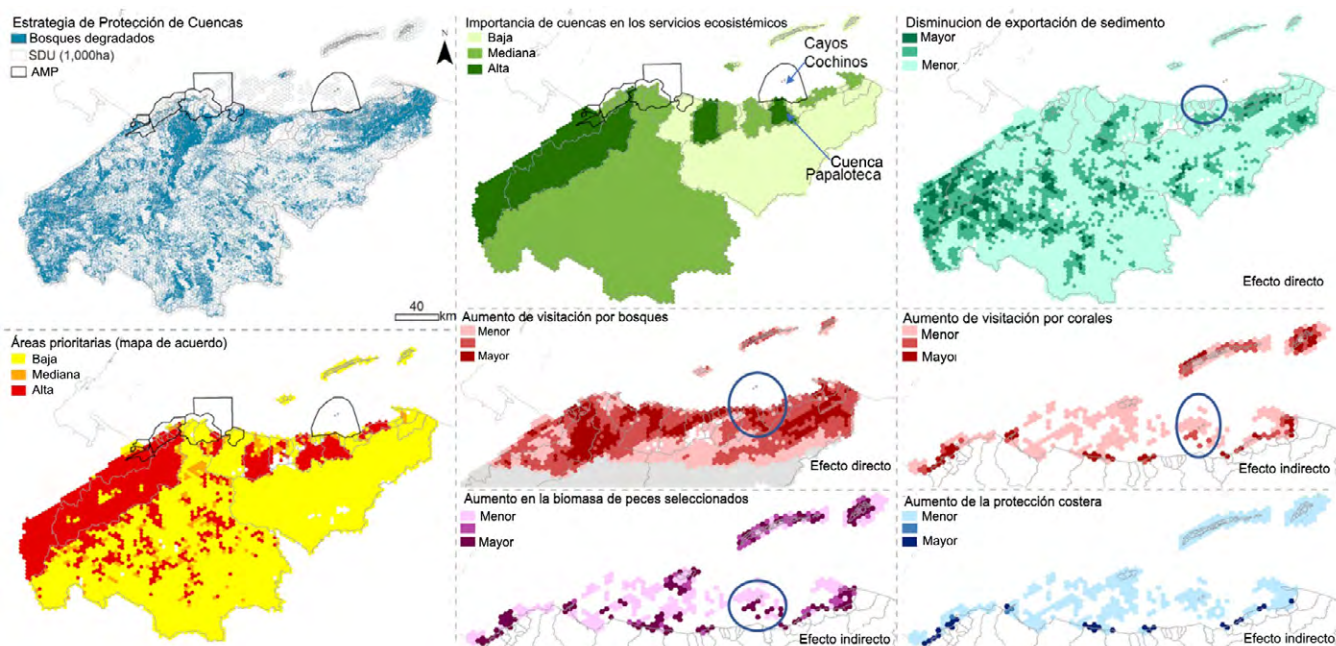 Estrategia de Protección de Cuencas
Bosques degradados
SDU (1,000ha)
AMP
N
40
km
Importancia de cuencas en los servicios ecosistémicos
Baja
Mediana
Alta
Cayos
Cochinos
Cuenca
Papaloteca
Disminucion de exportación de sedimento
Mayor
Menor
Efecto directo
Áreas prioritarias (mapa de acuerdo)
Baja
Mediana
Alta
Aumento de visitación por bosques
Menor
Mayor
Efecto directo
Aumento de visitación por corales
Menor
Mayor
Efecto indirecto
Aumento en la biomasa de peces seleccionados
Menor
Mayor
Efecto indirecto
Aumento de la protección costera
Menor
Mayor
Efecto indirecto